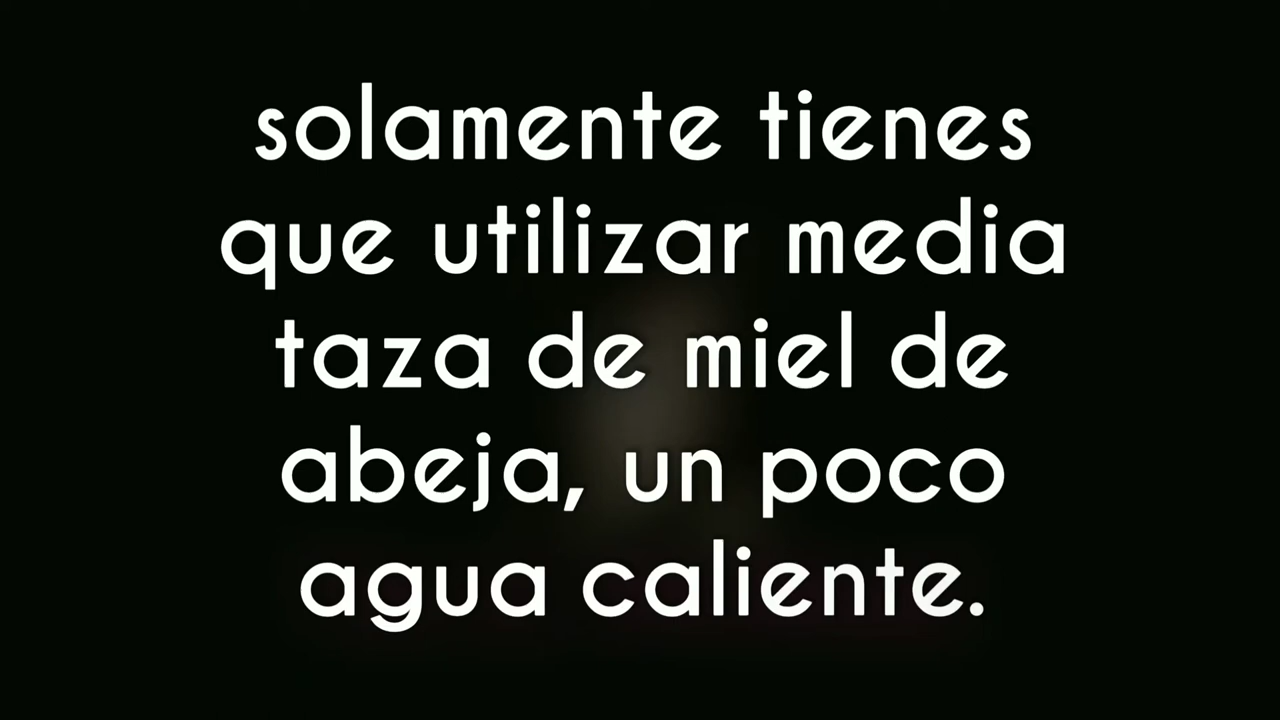 solamente tienes
que utilizar media
taza de miel de
abeja, un poco
agua caliente.